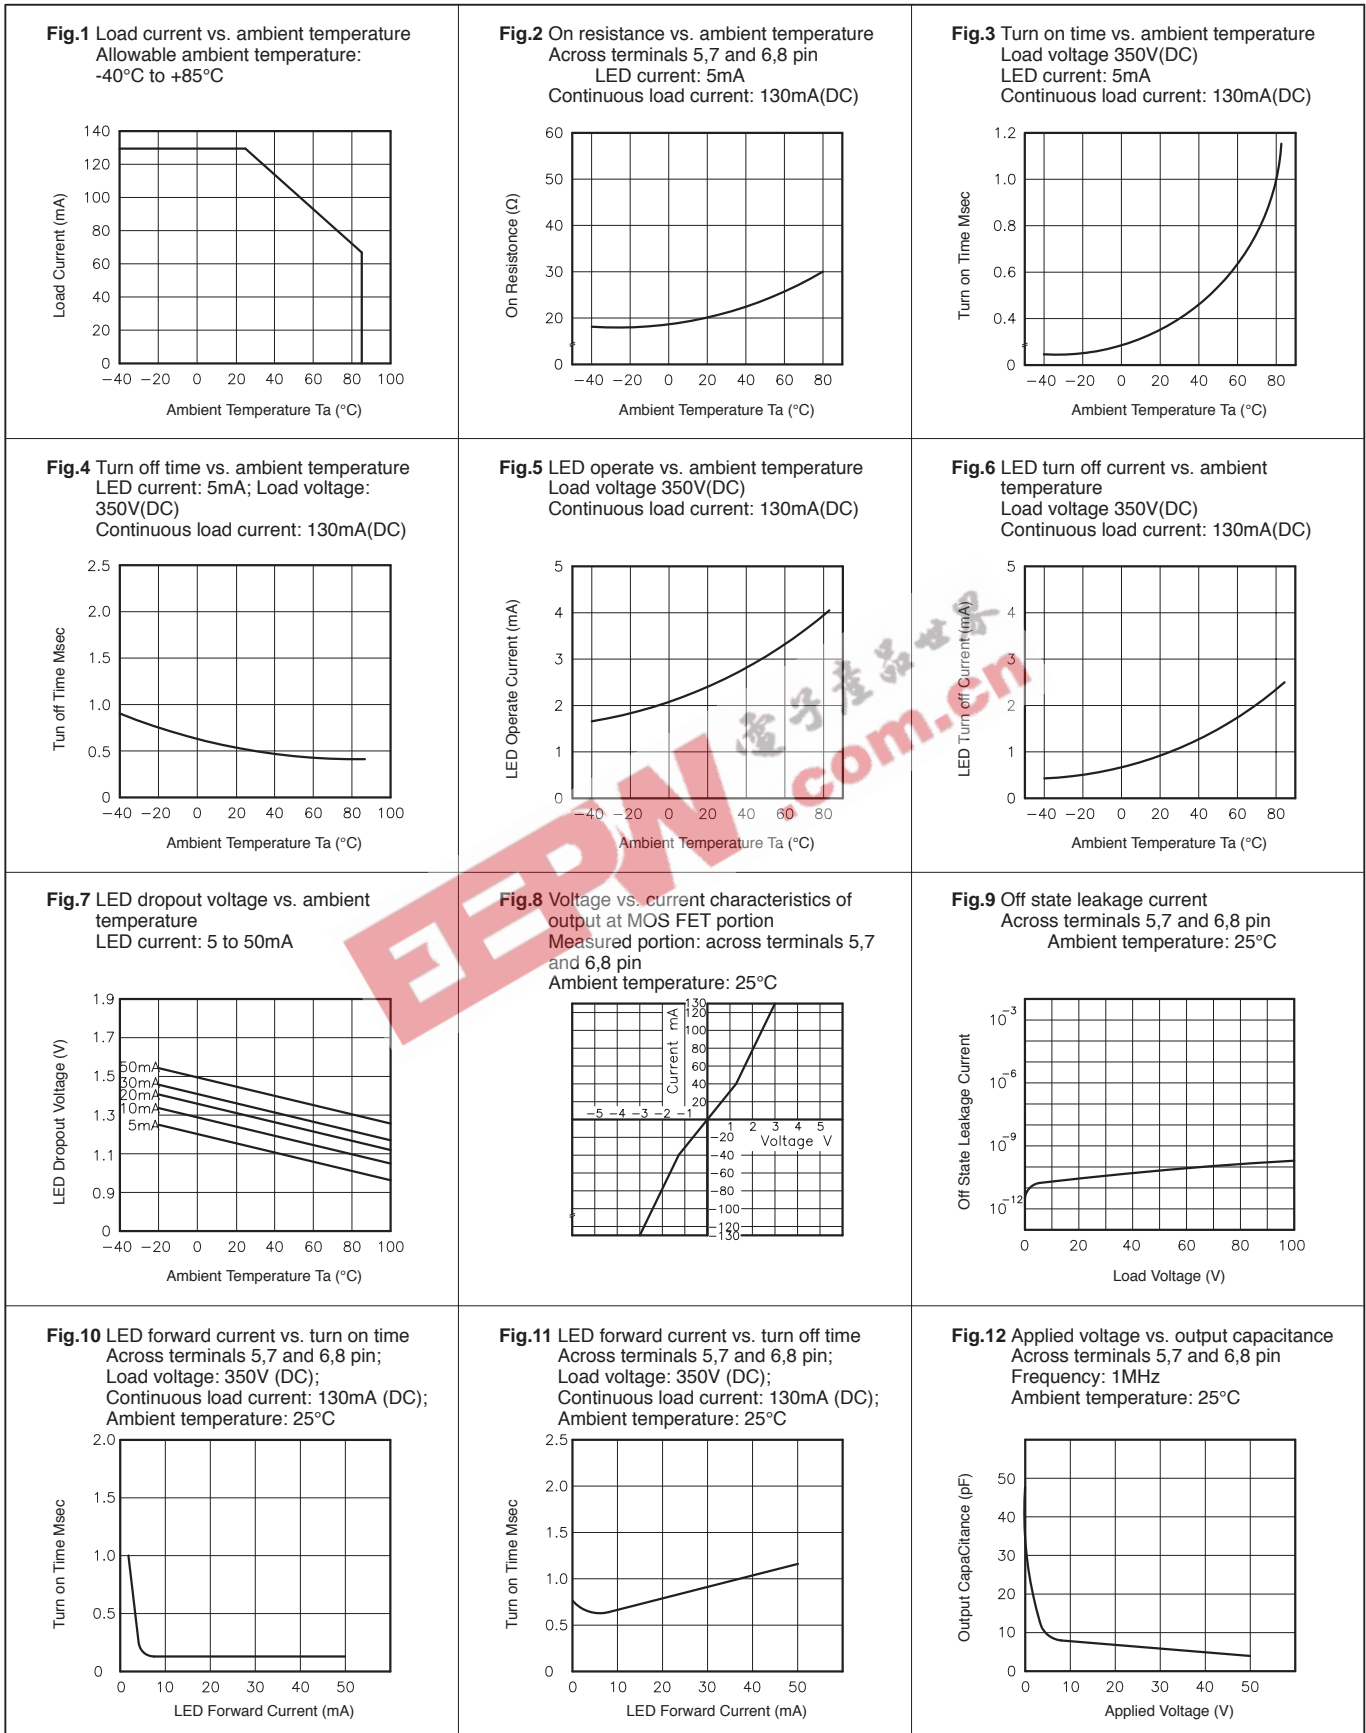 Fig.1 Load current vs. ambient temperature
Allowable ambient temperature:
-40°C to +85°C
140
120
100
80
60
40
20
0
Load Current (mA)
−40 −20 0 20 40 60 80 100
Ambient Temperature Ta (°C)
Fig.2 On resistance vs. ambient temperature
Across terminals 5,7 and 6,8 pin
LED current: 5mA
Continuous load current: 130mA(DC)
60
50
40
30
20
0
On Resistonce (Ω)
−40 −20 0 20 40 60 80
Ambient Temperature Ta (°C)
Fig.3 Turn on time vs. ambient temperature
Load voltage 350V(DC)
LED current: 5mA
Continuous load current: 130mA(DC)
1.2
1.0
0.8
0.6
0.4
0
Turn on Time Msec
−40 −20 0 20 40 60 80
Ambient Temperature Ta (°C)
Fig.4 Turn off time vs. ambient temperature
LED current: 5mA; Load voltage:
350V(DC)
Continuous load current: 130mA(DC)
2.5
2.0
1.5
1.0
0.5
0
Tun off Time Msec
−40 −20 0 20 40 60 80 100
Ambient Temperature Ta (°C)
Fig.5 LED operate vs. ambient temperature
Load voltage 350V(DC)
Continuous load current: 130mA(DC)
5
4
3
2
1
0
LED Operate Current (mA)
−40 −20 0 20 40 60 80
Ambient Temperature Ta (°C)
Fig.6 LED turn off current vs. ambient
temperature
Load voltage 350V(DC)
Continuous load current: 130mA(DC)
5
4
3
2
1
0
LED Turn off Current (mA)
−40 −20 0 20 40 60 80
Ambient Temperature Ta (°C)
EEPW .com.cn
電子產品世界
Fig.7 LED dropout voltage vs. ambient
temperature
LED current: 5 to 50mA
1.9
1.7
1.5
1.3
1.1
0.9
0
50mA
30mA
20mA
10mA
5mA
LED Dropout Voltage (V)
−40 −20 0 20 40 60 80 100
Ambient Temperature Ta (°C)
Fig.8 Voltage vs. current characteristics of
output at MOS FET portion
Measured portion: across terminals 5,7
and 6,8 pin
Ambient temperature: 25°C
130
120
100
80
60
40
20
Current mA
−5 −4 −3 −2 −1
1 2 3 4 5
Voltage V
−20
−40
−60
−80
−100
−120
−130
Fig.9 Off state leakage current
Across terminals 5,7 and 6,8 pin
Ambient temperature: 25°C
10−3
10−6
10−9
10−12
Off State Leakage Current
0 20 40 60 80 100
Load Voltage (V)
Fig.10 LED forward current vs. turn on time
Across terminals 5,7 and 6,8 pin;
Load voltage: 350V (DC);
Continuous load current: 130mA (DC);
Ambient temperature: 25°C
2.0
1.5
1.0
0.5
0
Turn on Time Msec
0 10 20 30 40 50
LED Forward Current (mA)
Fig.11 LED forward current vs. turn off time
Across terminals 5,7 and 6,8 pin;
Load voltage: 350V (DC);
Continuous load current: 130mA (DC);
Ambient temperature: 25°C
2.5
2.0
1.5
1.0
0.5
0
Turn on Time Msec
0 10 20 30 40 50
LED Forward Current (mA)
Fig.12 Applied voltage vs. output capacitance
Across terminals 5,7 and 6,8 pin
Frequency: 1MHz
Ambient temperature: 25°C
50
40
30
20
10
0
Output CapaCitance (pF)
0 10 20 30 40 50
Applied Voltage (V)